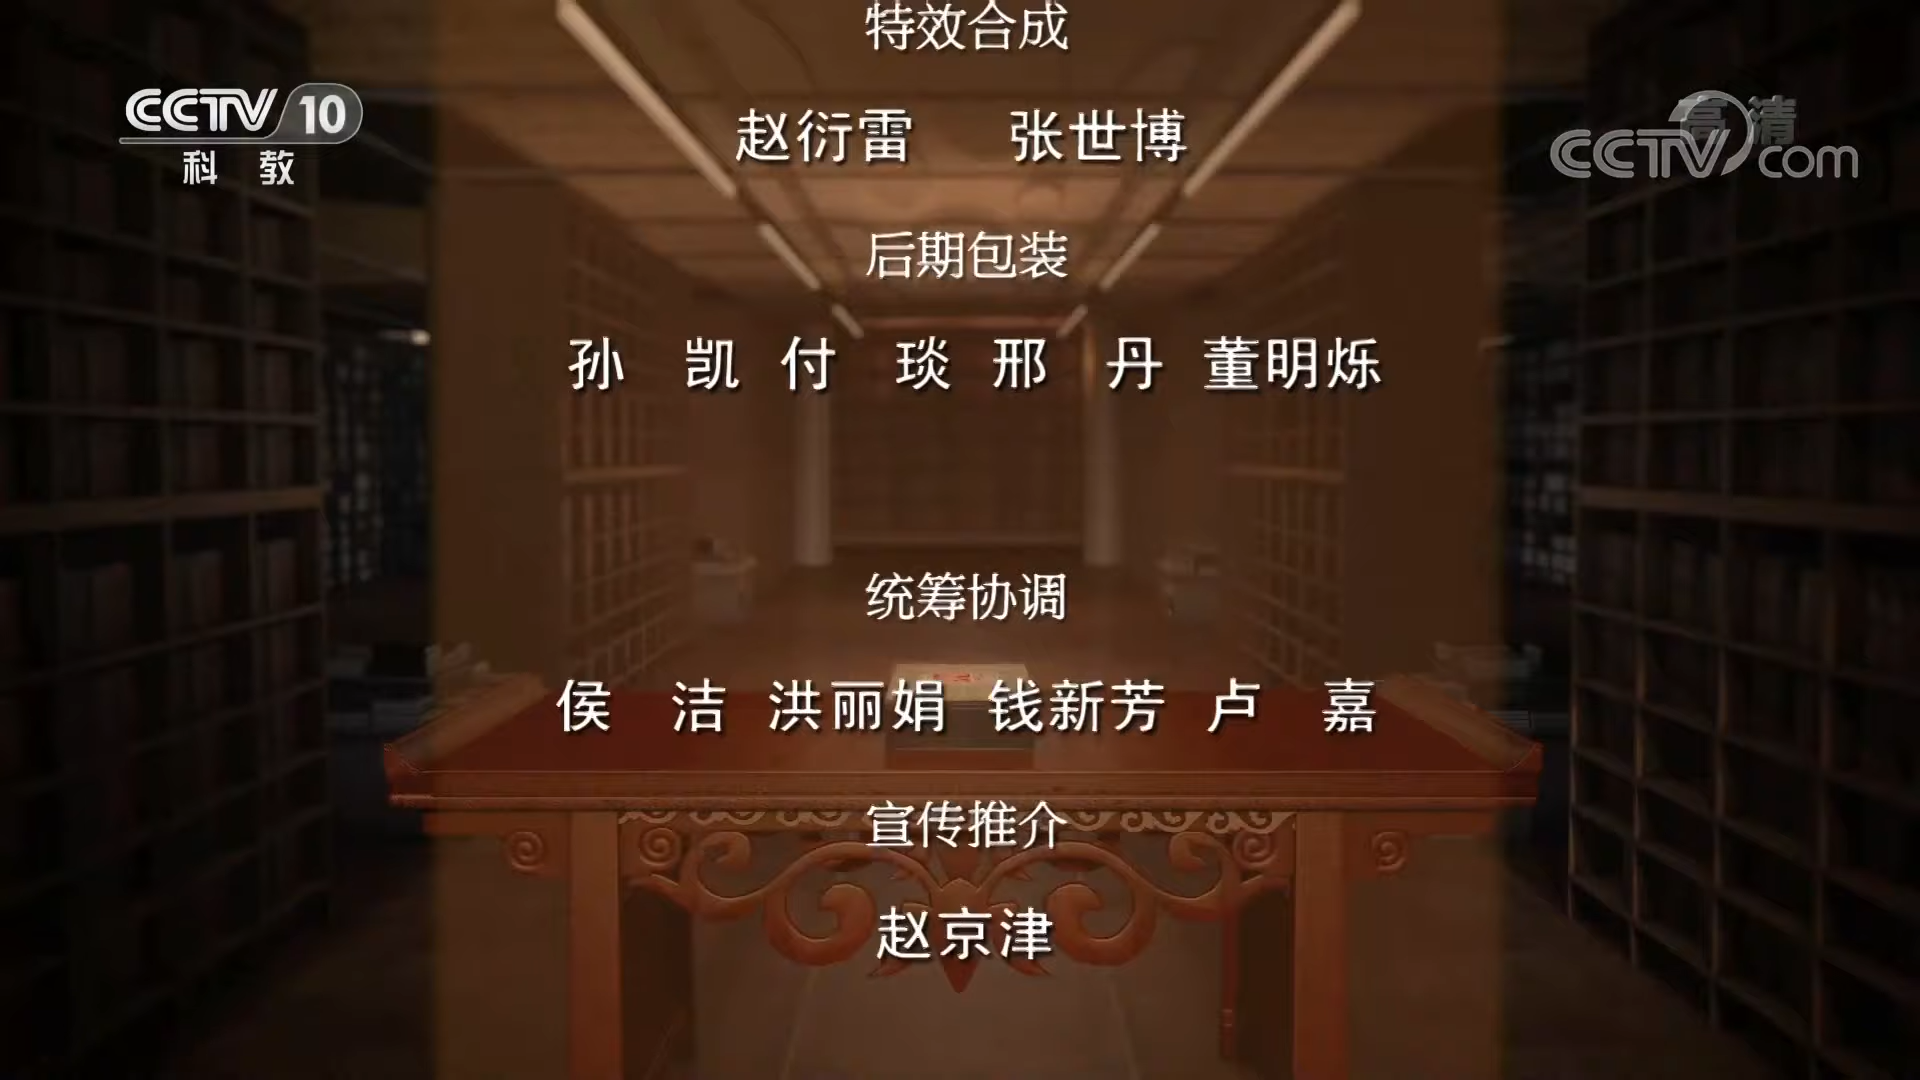 特效合成
CCTV 10
科 教
高清
CCTV.com
赵衍雷 张世博
后期包装
孙 凯 付 琰 邢 丹 董明烁
统筹协调
侯 洁 洪丽娟 钱新芳 卢 嘉
宣传推介
赵京津